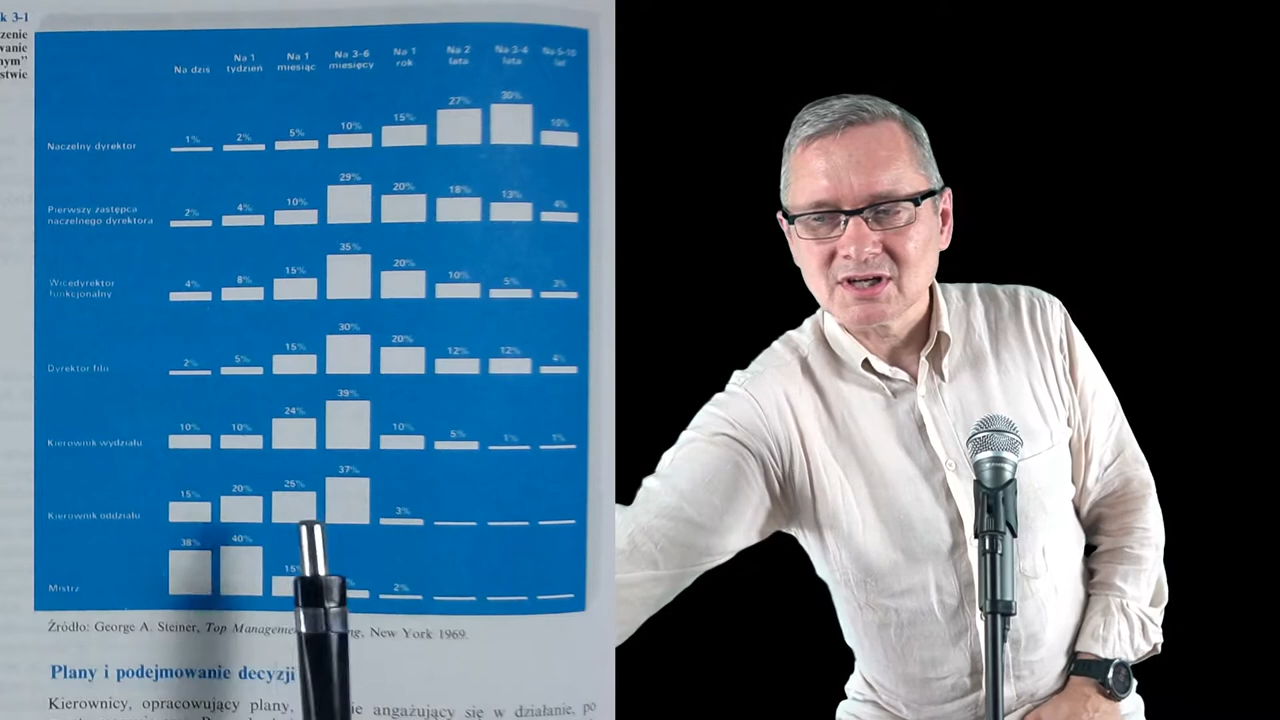 k 3-1
zenie
wanie
nym"
stwie
Na dziś
Na 1 tydzień
Na 1 miesiąc
Na 3-6 miesięcy
Na 1 rok
Na 2 lata
Na 3-4 lata
Na 5-10 lat
Naczelny dyrektor
1% 2% 5% 10% 15% 27% 30% 10%
Pierwszy zastępca
naczelnego dyrektora
2% 4% 10% 29% 20% 18% 13% 4%
Wicedyrektor
funkcjonalny
4% 8% 15% 35% 20% 10% 5% 3%
Dyrektor filii
2% 5% 15% 30% 20% 12% 12% 4%
Kierownik wydziału
10% 10% 24% 39% 10% 5% 1% 1%
Kierownik oddziału
15% 20% 25% 37% 3%
Mistrz
38% 40% 15% % 2%
Źródło: George A. Steiner, Top Manageme ng, New York 1969.
Plany i podejmowanie decyzji
Kierownicy, opracowujący plany, ie angażujący się w działanie, po